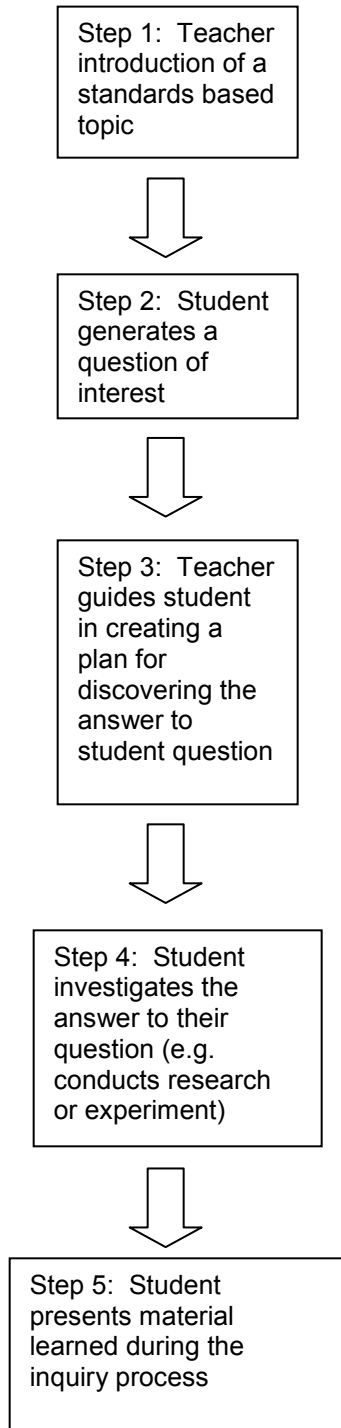 Step 1:  Teacher
introduction of a
standards based
topic
Step 2:  Student
generates a
question of
interest
Step 3:  Teacher
guides student
in creating a
plan for
discovering the
answer to
student question
Step 4:  Student
investigates the
answer to their
question (e.g.
conducts research
or experiment)
Step 5:  Student
presents material
learned during the
inquiry process